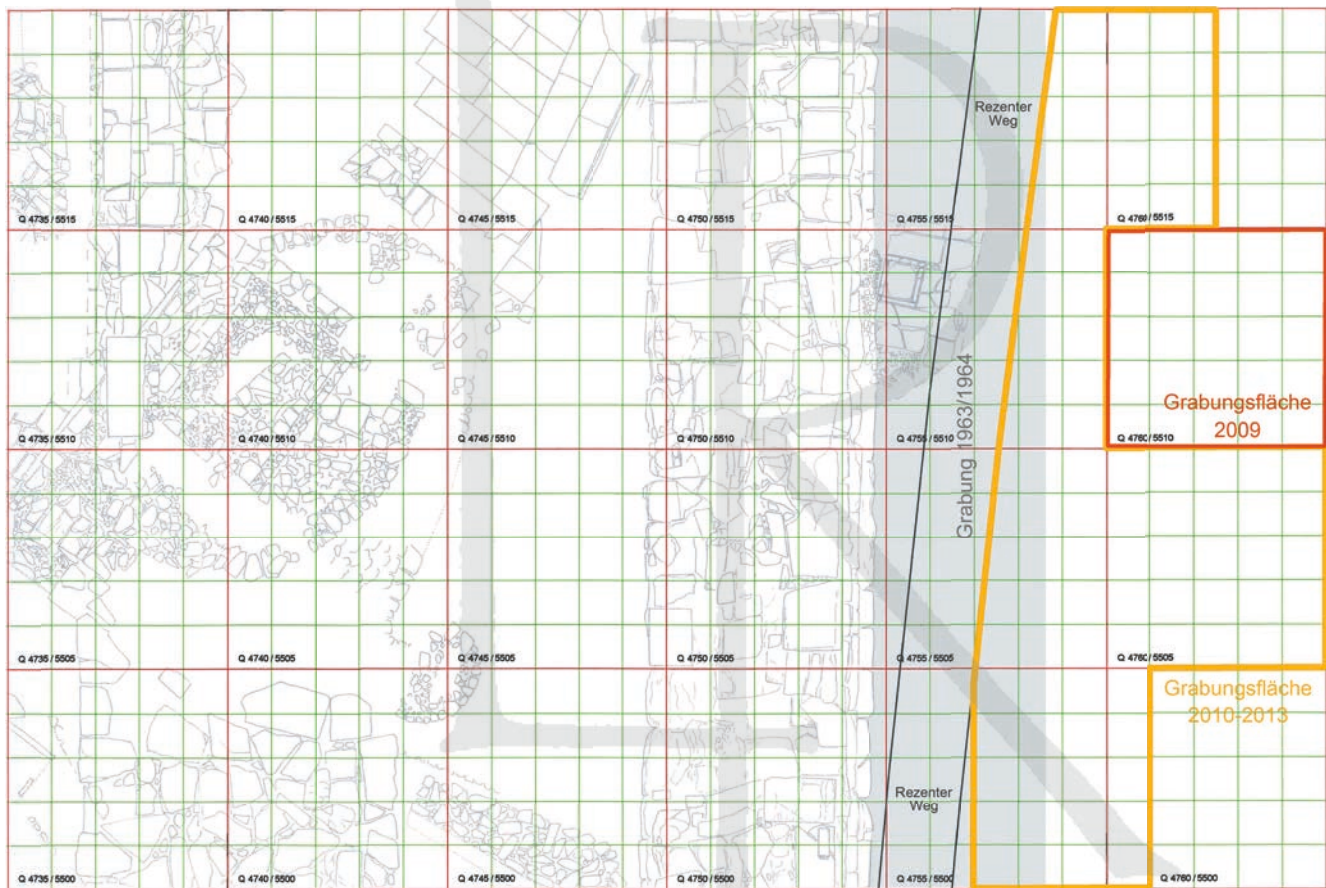 Rezenter
Weg
Q 4735 / 5515
Q 4740 / 5515
Q 4745 / 5515
Q 4750 / 5515
Q 4755 / 5515
Q 4760 / 5515
Grabung 1963/1964
Grabungsfläche
2009
Q 4735 / 5510
Q 4740 / 5510
Q 4745 / 5510
Q 4750 / 5510
Q 4755 / 5510
Q 4760 / 5510
Q 4735 / 5505
Q 4740 / 5505
Q 4745 / 5505
Q 4750 / 5505
Q 4755 / 5505
Q 4760 / 5505
Grabungsfläche
2010-2013
Rezenter
Weg
Q 4735 / 5500
Q 4740 / 5500
Q 4745 / 5500
Q 4750 / 5500
Q 4755 / 5500
Q 4760 / 5500